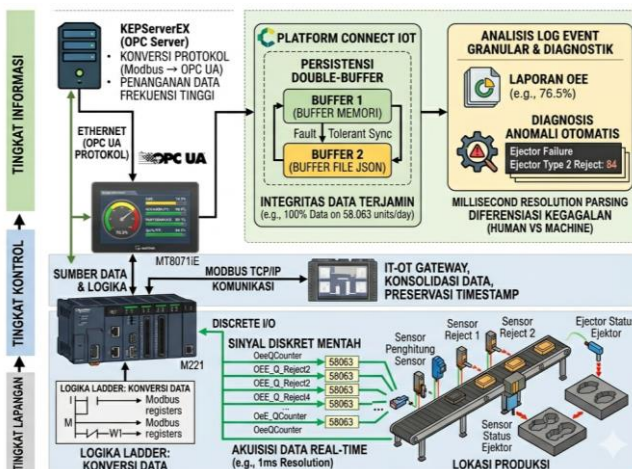 TINGKAT INFORMASI
TINGKAT KONTROL
TINGKAT LAPANGAN
KEPServerEX
(OPC Server)
• KONVERSI PROTOKOL
(Modbus → OPC UA)
• PENANGANAN DATA
FREKUENSI TINGGI
ETHERNET
(OPC UA
PROTOKOL)
OPC UA
MT8071iE
PLATFORM CONNECT IOT
PERSISTENSI
DOUBLE-BUFFER
BUFFER 1
(BUFFER MEMORI)
Fault Tolerant Sync
BUFFER 2
(BUFFER FILE JSON)
INTEGRITAS DATA TERJAMIN
(e.g., 100% Data on 58.063 units/day)
ANALISIS LOG EVENT
GRANULAR & DIAGNOSTIK
LAPORAN OEE
(e.g., 76.5%)
DIAGNOSIS
ANOMALI OTOMATIS
Ejector Failure
Ejector Type 2 Reject: 84
MILLISECOND RESOLUTION PARSING
DIFERENSIASI KEGAGALAN
(HUMAN VS MACHINE)
SUMBER DATA
& LOGIKA
MODBUS TCP/IP
KOMUNIKASI
IT-OT GATEWAY,
KONSOLIDASI DATA,
PRESERVASI TIMESTAMP
M221
DISCRETE I/O
SINYAL DISKRET MENTAH
OeeQCounter 58063
OEE_Q_Reject2 58063
OEE_Q_Reject2 58063
OEE_Q_Reject4 58063
...
OeE_QCounter 58063
OeeQCounter
AKUISISI DATA REAL-TIME
(e.g., 1ms Resolution)
LOGIKA LADDER: KONVERSI DATA
I
Modbus
registers
M
W1
Modbus
registers
LOGIKA LADDER:
KONVERSI DATA
Sensor
Penghitung
Sensor
Sensor
Reject 1
Sensor
Reject 2
Ejector Status
Ejektor
Sensor
Status
Ejektor
LOKASI PRODUKSI